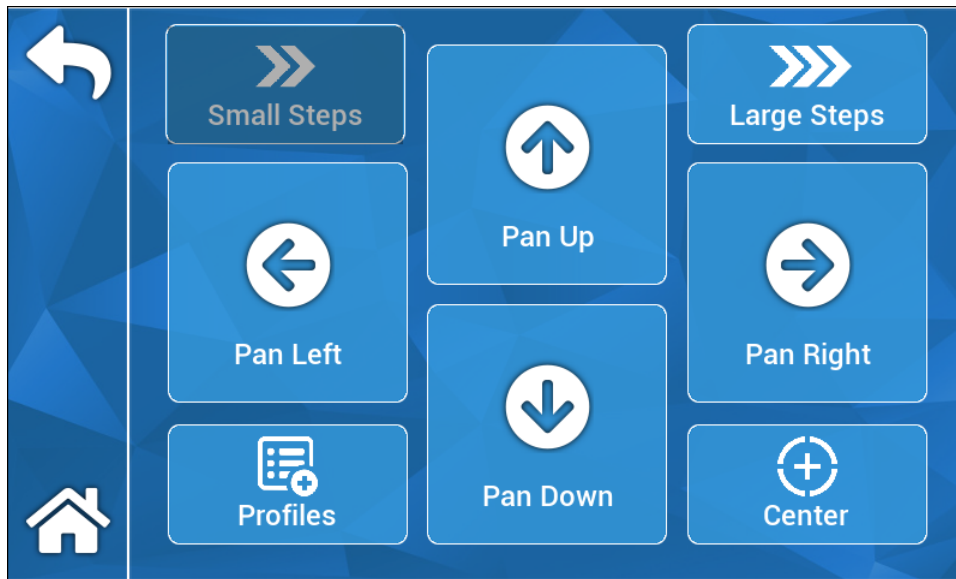 Small Steps
Large Steps
Pan Up
Pan Left
Pan Right
Pan Down
Profiles
Center